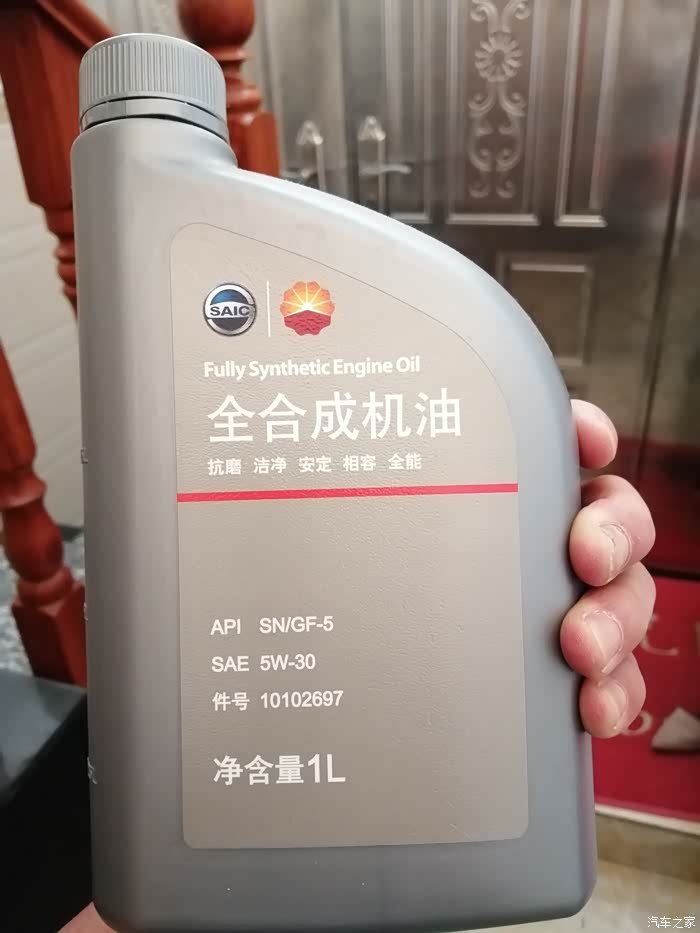 SAIC
Fully Synthetic Engine Oil
全合成机油
抗磨 洁净 安定 相容 全能
API SN/GF-5
SAE 5W-30
件号 10102697
净含量1L
汽车之家